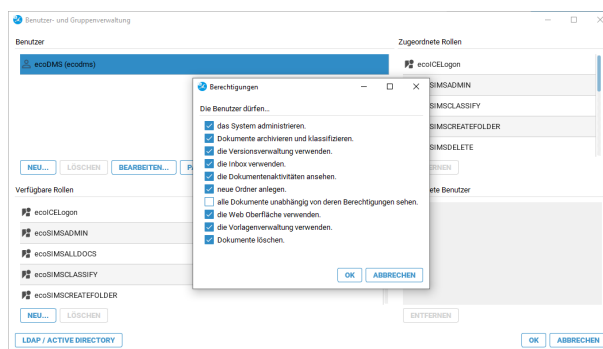 Benutzer- und Gruppenverwaltung
Benutzer
Zugeordnete Rollen
ecoDMS (ecodms)
ecoICELogon
SIMSADMIN
SIMSCLASSIFY
SIMSCREATEFOLDER
SIMSDELETE
Berechtigungen
Die Benutzer dürfen...
das System administrieren.
Dokumente archivieren und klassifizieren.
die Versionsverwaltung verwenden.
die Inbox verwenden.
die Dokumentenaktivitäten ansehen.
neue Ordner anlegen.
alle Dokumente unabhängig von deren Berechtigungen sehen.
die Web Oberfläche verwenden.
die Vorlagenverwaltung verwenden.
Dokumente löschen.
OK ABBRECHEN
NEU... LÖSCHEN BEARBEITEN...
ERNEN
Verfügbare Rollen
ete Benutzer
ecoICELogon
ecoSIMSADMIN
ecoSIMSALLDOCS
ecoSIMSCLASSIFY
ecoSIMSCREATEFOLDER
NEU... LÖSCHEN
ENTFERNEN
LDAP / ACTIVE DIRECTORY
OK ABBRECHEN